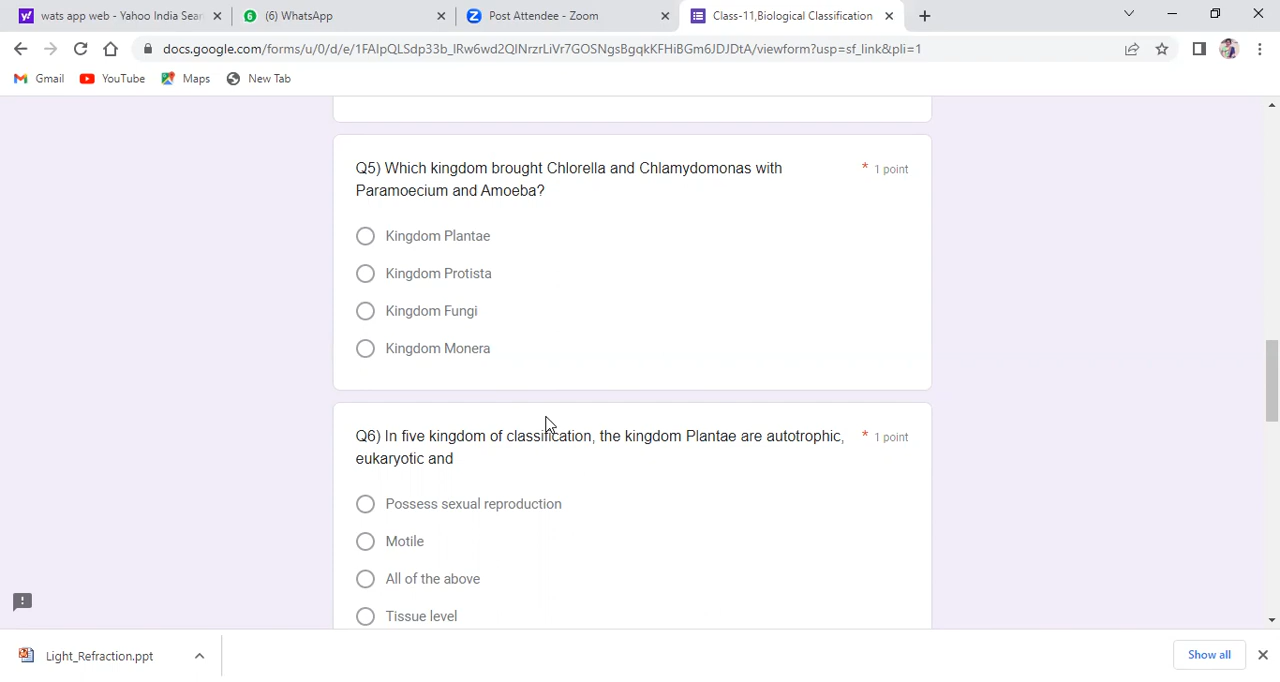 wats app web - Yahoo India Sear
(6) WhatsApp
Post Attendee - Zoom
Class-11,Biological Classification
docs.google.com/forms/u/0/d/e/1FAIpQLSdp33b_lRw6wd2QINrzrLiVr7GOSNgsBgqkKFHiBGm6JDJDtA/viewform?usp=sf_link&pli=1
Gmail
YouTube
Maps
New Tab
Q5) Which kingdom brought Chlorella and Chlamydomonas with
Paramoecium and Amoeba?
* 1 point
Kingdom Plantae
Kingdom Protista
Kingdom Fungi
Kingdom Monera
Q6) In five kingdom of classification, the kingdom Plantae are autotrophic,
eukaryotic and
* 1 point
Possess sexual reproduction
Motile
All of the above
Tissue level
Light_Refraction.ppt
Show all